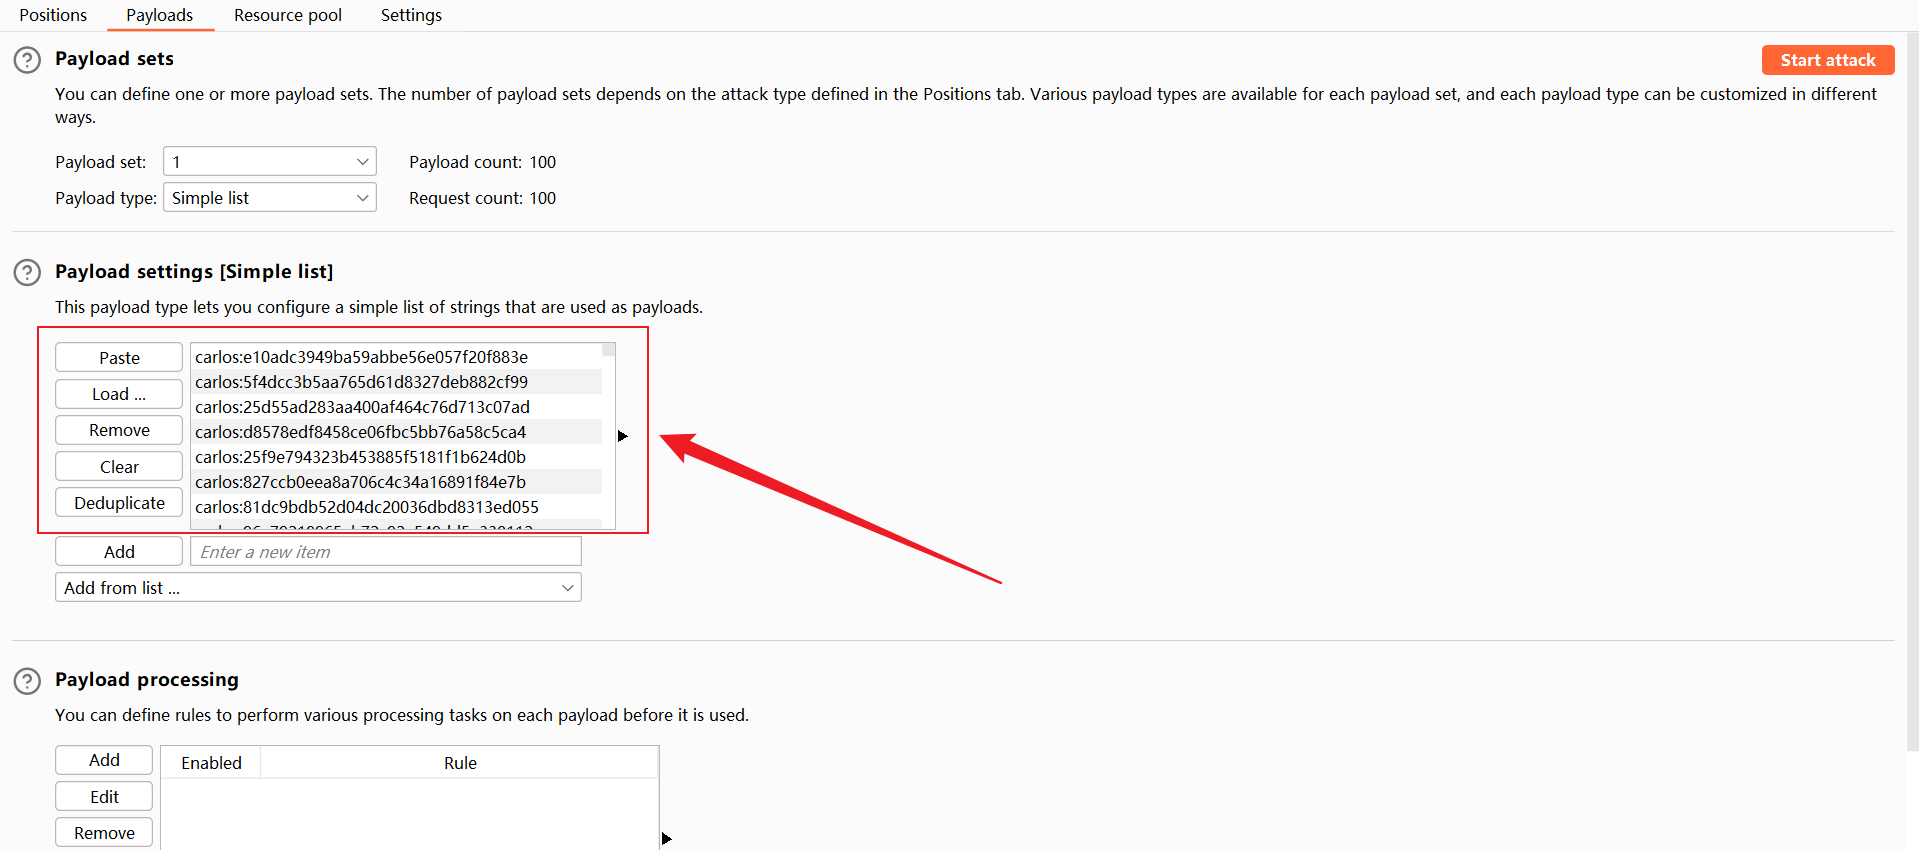 Positions Payloads Resource pool Settings
Payload sets
Start attack
You can define one or more payload sets. The number of payload sets depends on the attack type defined in the Positions tab. Various payload types are available for each payload set, and each payload type can be customized in different
ways.
Payload set: 1 Payload count: 100
Payload type: Simple list Request count: 100
Payload settings [Simple list]
This payload type lets you configure a simple list of strings that are used as payloads.
Paste
Load ...
Remove
Clear
Deduplicate
carlos:e10adc3949ba59abbe56e057f20f883e
carlos:5f4dcc3b5aa765d61d8327deb882cf99
carlos:25d55ad283aa400af464c76d713c07ad
carlos:d8578edf8458ce06fbc5bb76a58c5ca4
carlos:25f9e794323b453885f5181f1b624d0b
carlos:827ccb0eea8a706c4c34a16891f84e7b
carlos:81dc9bdb52d04dc20036dbd8313ed055
Add Enter a new item
Add from list ...
Payload processing
You can define rules to perform various processing tasks on each payload before it is used.
Add
Edit
Remove
Enabled Rule